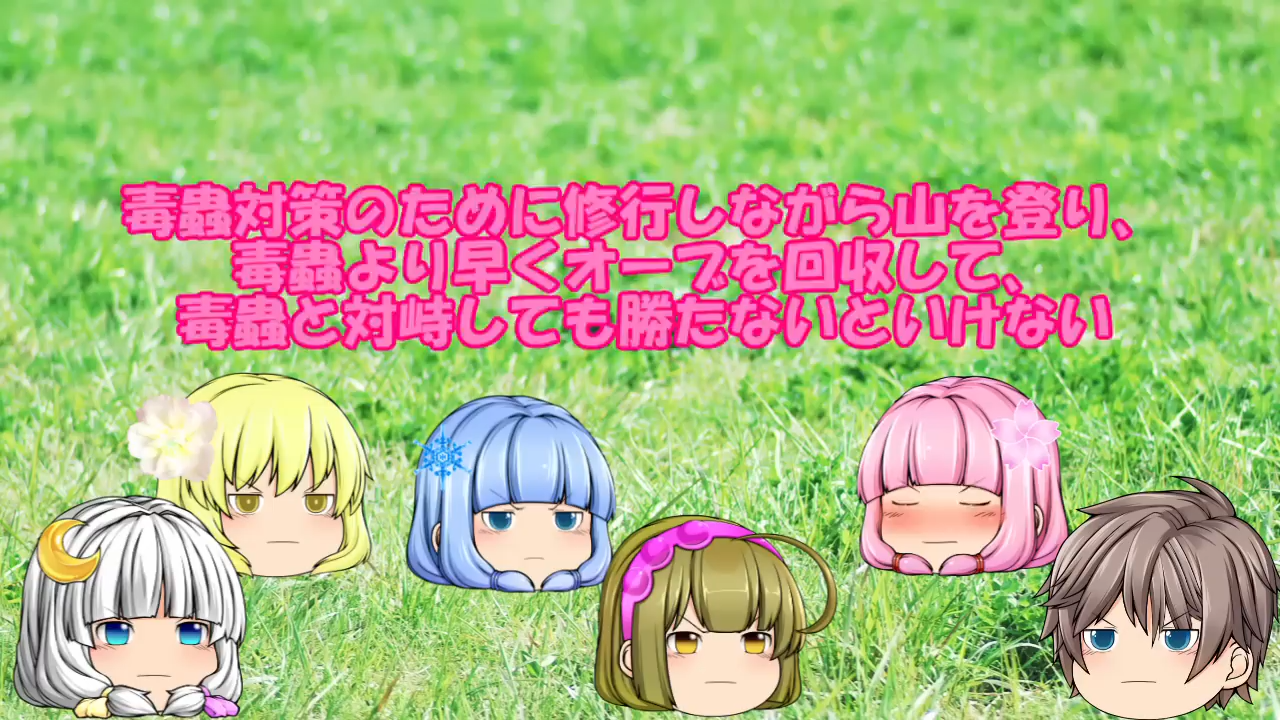 毒蟲対策のために修行しながら山を登り、
毒蟲より早くオーブを回収して、
毒蟲と対峙しても勝たないといけない